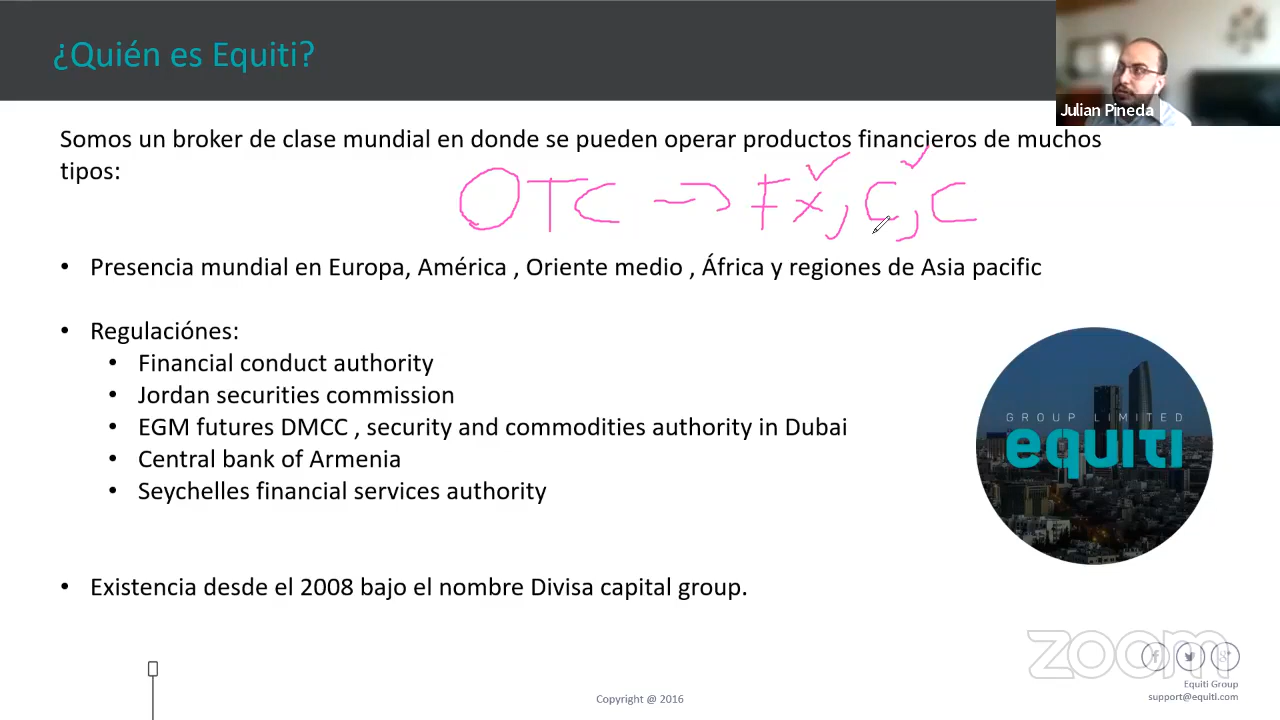 ¿Quién es Equiti?
Julian Pineda
Somos un broker de clase mundial en donde se pueden operar productos financieros de muchos
tipos:
OTC → FX, C, C
• Presencia mundial en Europa, América , Oriente medio , África y regiones de Asia pacific
• Regulaciónes:
• Financial conduct authority
• Jordan securities commission
• EGM futures DMCC , security and commodities authority in Dubai
• Central bank of Armenia
• Seychelles financial services authority
GROUP LIMITED
equiti
• Existencia desde el 2008 bajo el nombre Divisa capital group.
zoom
Equiti Group
support@equiti.com
Copyright @ 2016